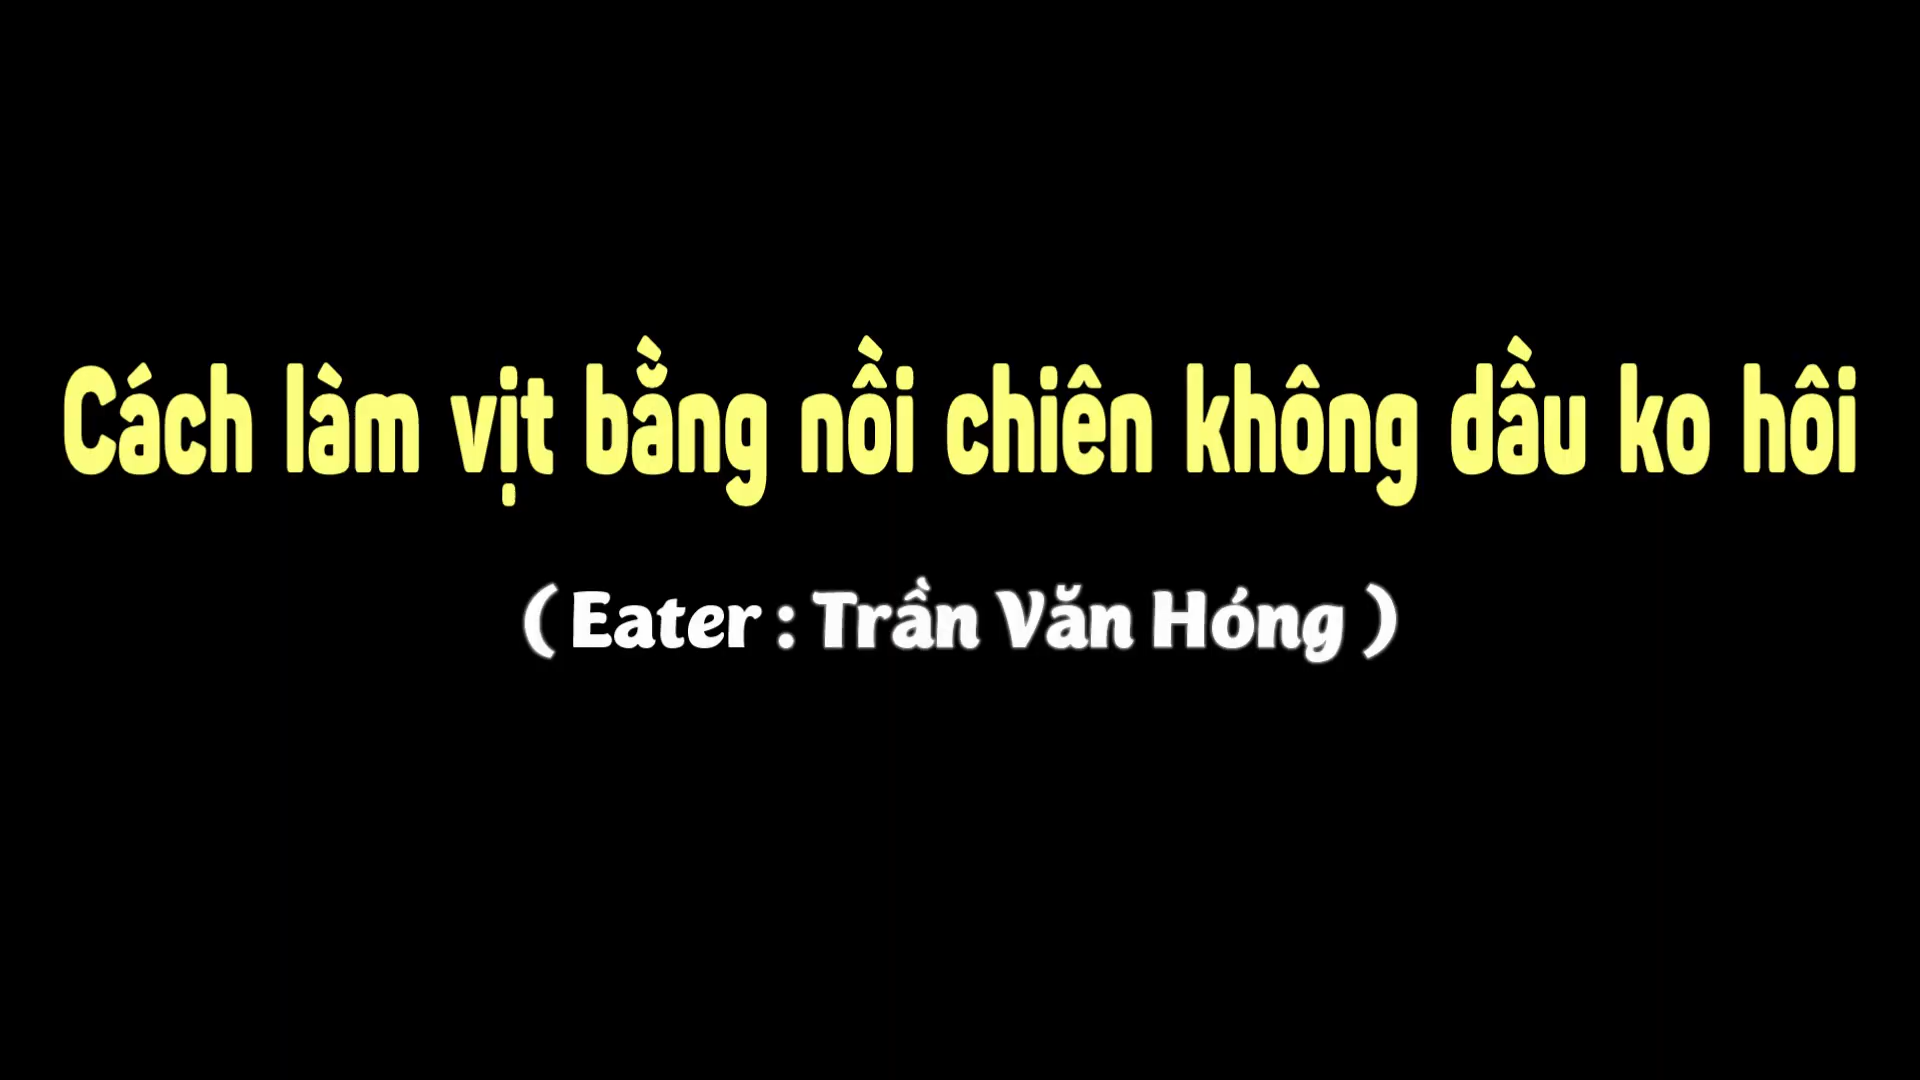 Cách làm vịt bằng nồi chiên không dầu ko hôi
( Eater : Trần Văn Hóng )